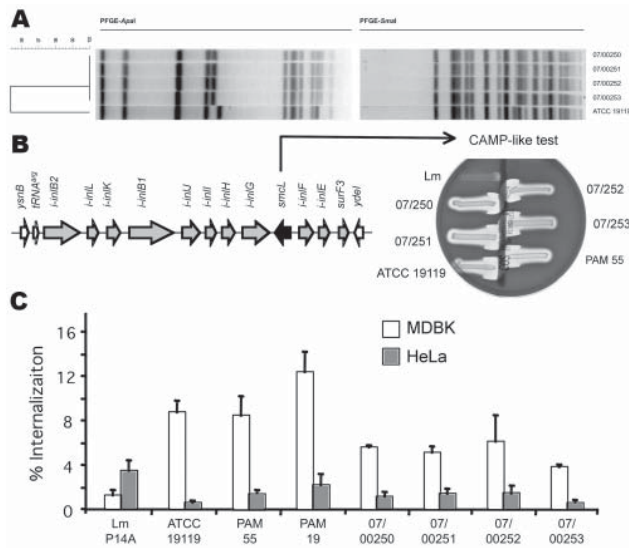 A
PFGE-ApaI
PFGE-SmaI
07/00250
07/00251
07/00252
07/00253
ATCC 19119
B
CAMP-like test
ysnB
tRNAarg
i-inlB2
i-inlL
i-inlK
i-inlB1
i-inlJ
i-inlI
i-inlH
i-inlG
smcL
i-inlF
i-inlE
surF3
ydeI
Lm
07/250
07/251
ATCC 19119
07/252
07/253
PAM 55
C
% Internalizaiton
16
12
8
4
0
MDBK
HeLa
Lm P14A
ATCC 19119
PAM 55
PAM 19
07/ 00250
07/ 00251
07/ 00252
07/ 00253